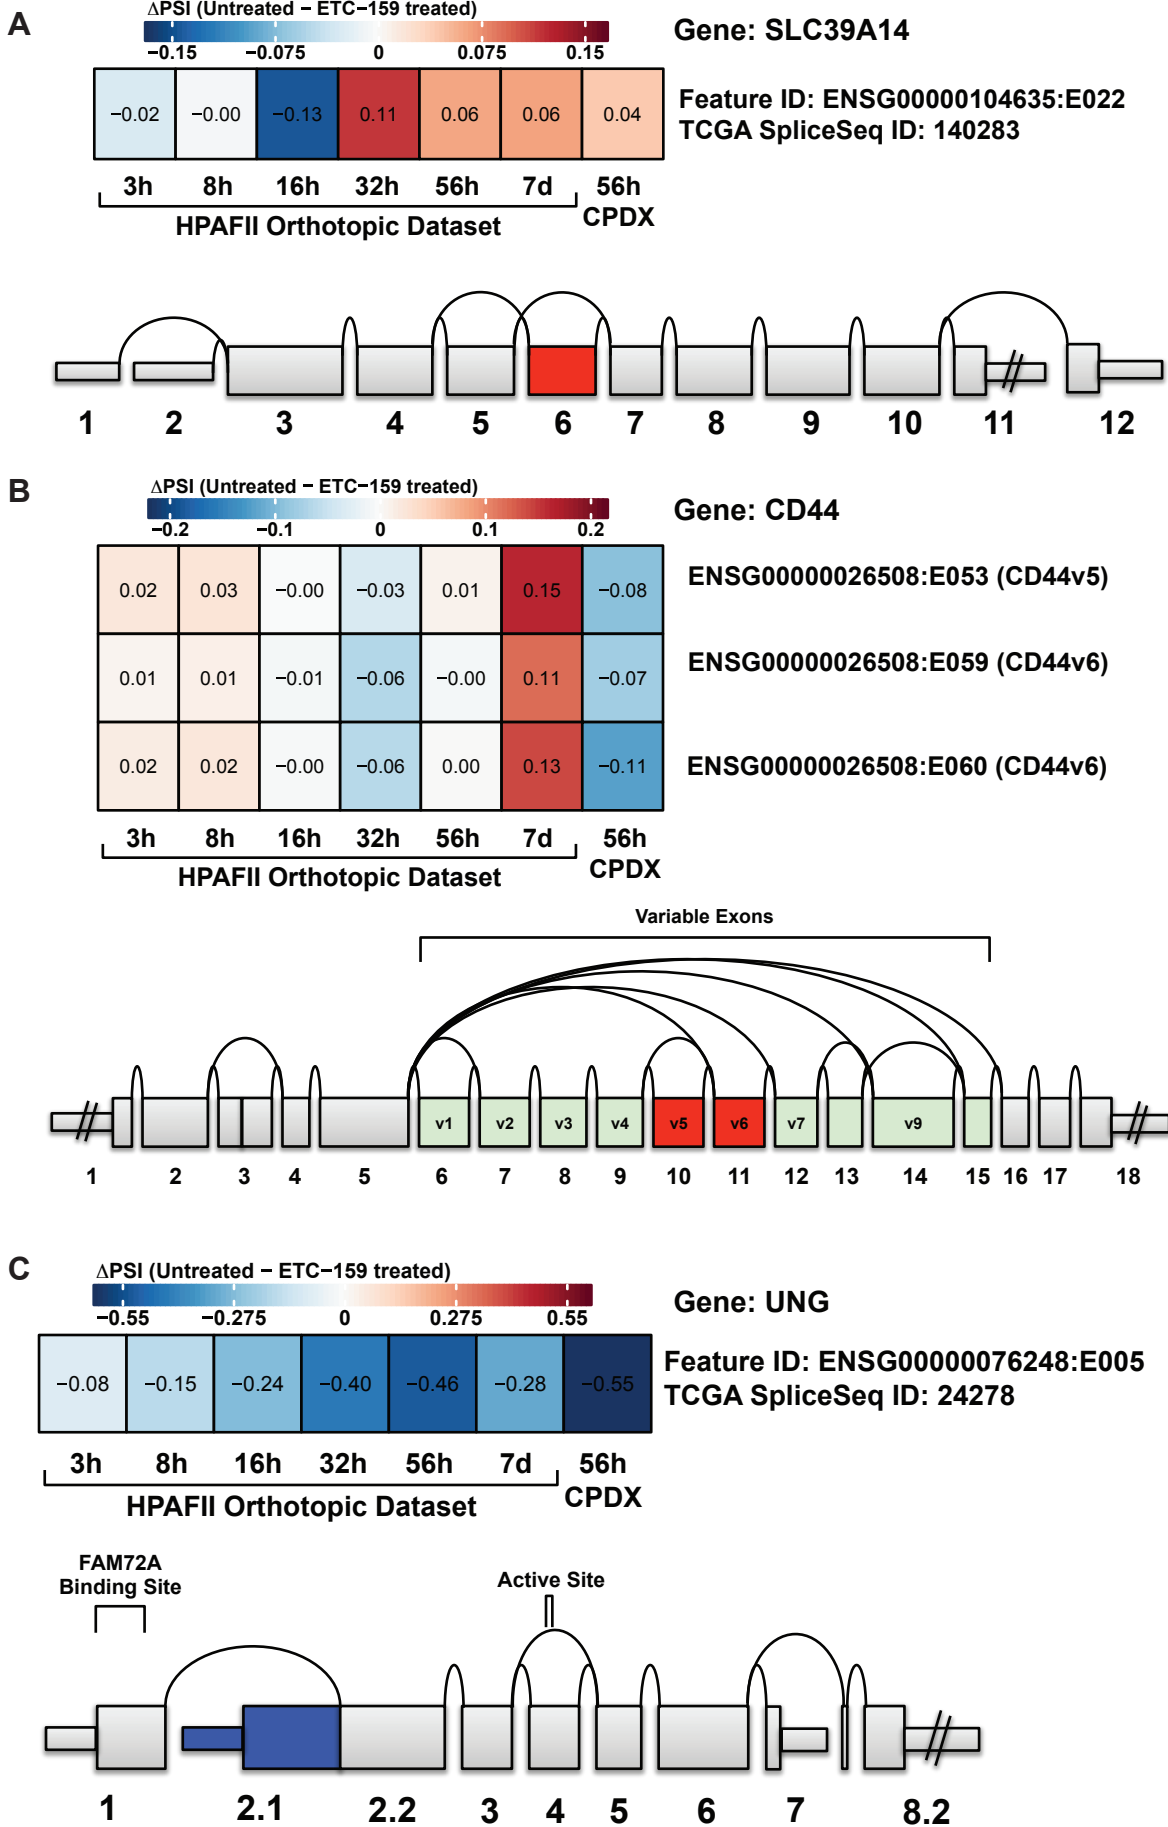 A
ΔPSI (Untreated − ETC−159 treated)
−0.15 −0.075 0 0.075 0.15
Gene: SLC39A14
−0.02 −0.00 −0.13 0.11 0.06 0.06 0.04
Feature ID: ENSG00000104635:E022
TCGA SpliceSeq ID: 140283
3h 8h 16h 32h 56h 7d 56h
HPAFII Orthotopic Dataset CPDX
1 2 3 4 5 6 7 8 9 10 11 12
B
ΔPSI (Untreated − ETC−159 treated)
−0.2 −0.1 0 0.1 0.2
Gene: CD44
0.02 0.03 −0.00 −0.03 0.01 0.15 −0.08
ENSG00000026508:E053 (CD44v5)
0.01 0.01 −0.01 −0.06 −0.00 0.11 −0.07
ENSG00000026508:E059 (CD44v6)
0.02 0.02 −0.00 −0.06 0.00 0.13 −0.11
ENSG00000026508:E060 (CD44v6)
3h 8h 16h 32h 56h 7d 56h
HPAFII Orthotopic Dataset CPDX
Variable Exons
v1 v2 v3 v4 v5 v6 v7 v9
1 2 3 4 5 6 7 8 9 10 11 12 13 14 15 16 17 18
C
ΔPSI (Untreated − ETC−159 treated)
−0.55 −0.275 0 0.275 0.55
Gene: UNG
−0.08 −0.15 −0.24 −0.40 −0.46 −0.28 −0.55
Feature ID: ENSG00000076248:E005
TCGA SpliceSeq ID: 24278
3h 8h 16h 32h 56h 7d 56h
HPAFII Orthotopic Dataset CPDX
FAM72A
Binding Site
Active Site
1 2.1 2.2 3 4 5 6 7 8.2